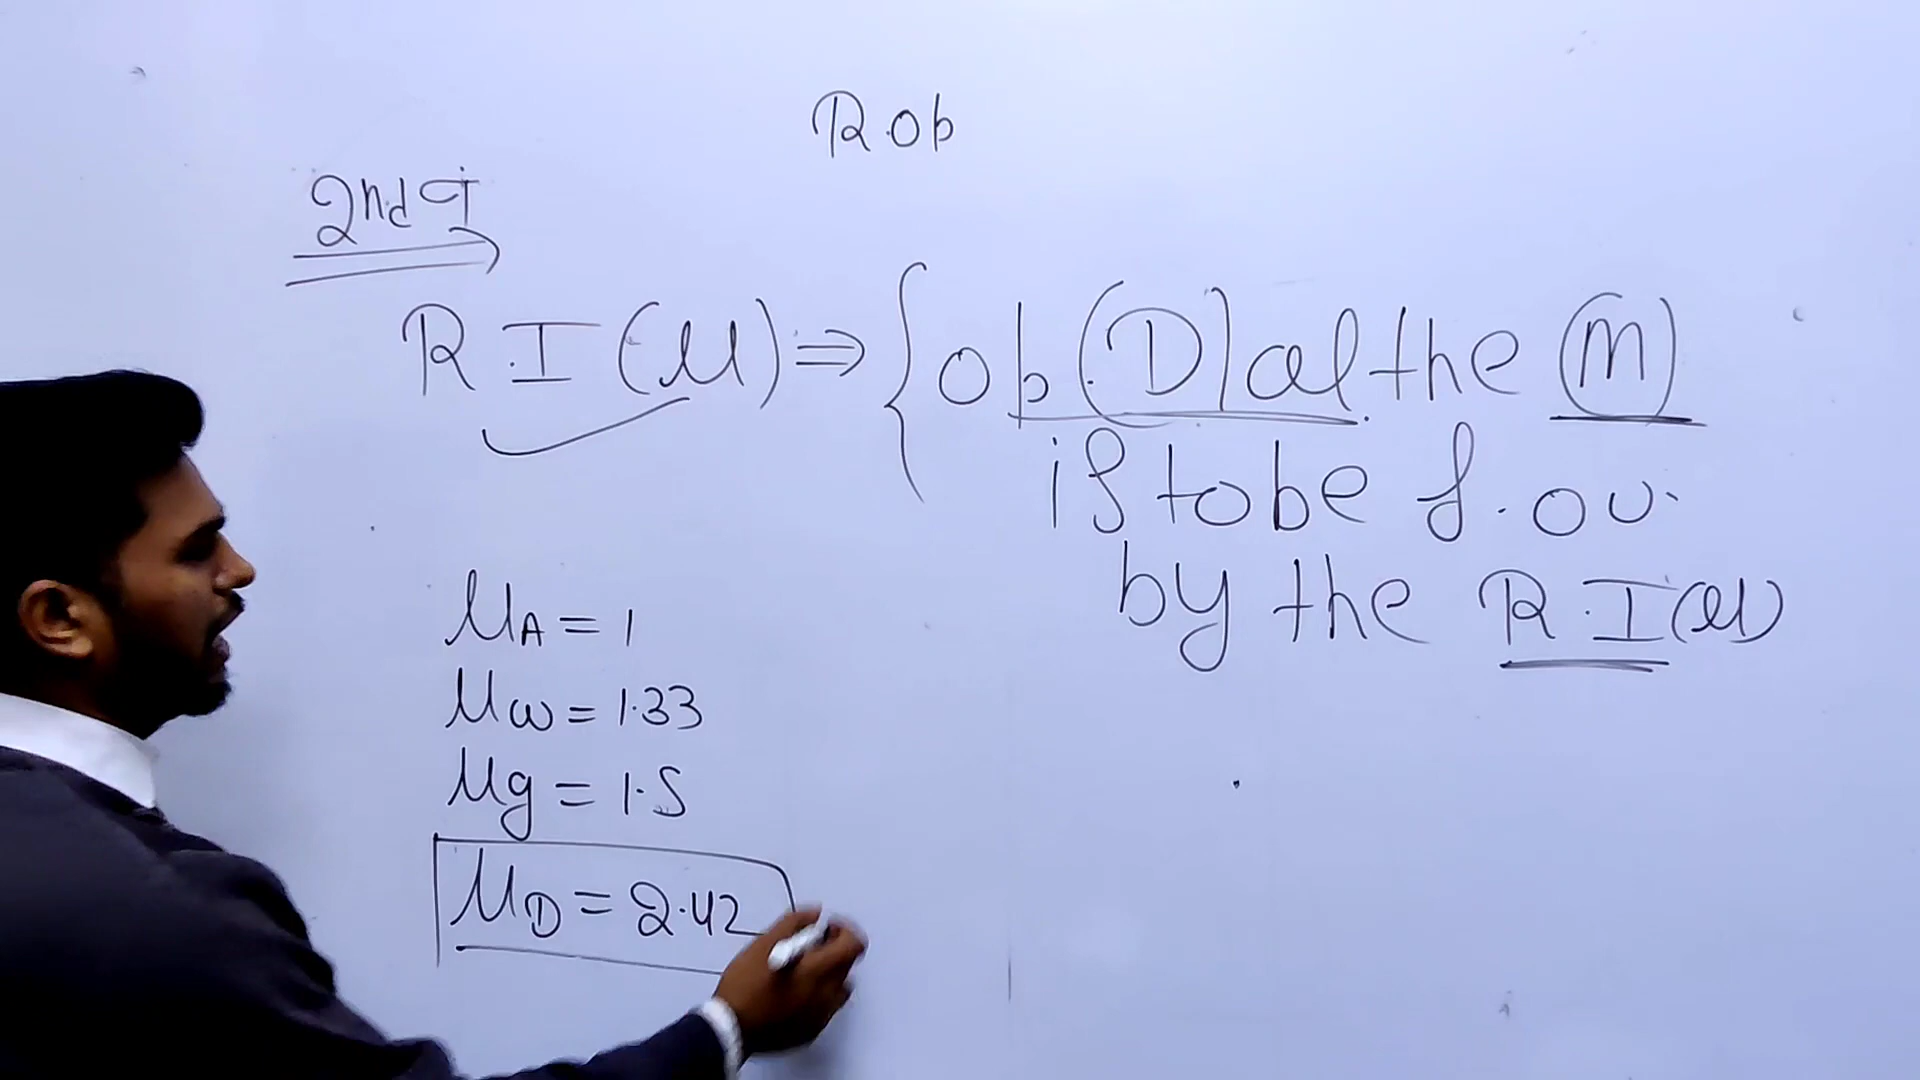 R.Ob
2nd q
R.I (μ) ⇒ { ob.(D) al the (m)
is to be f. ou.
by the R.I (μ)
μA = 1
μω = 1.33
μg = 1.5
μD = 2.42